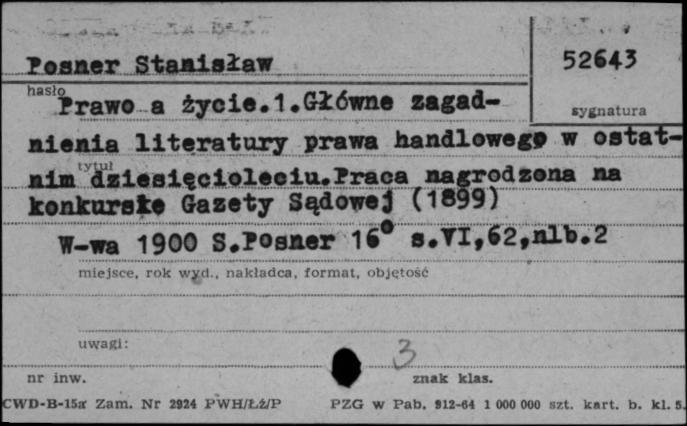 Posner Stanisław
52643
hasło
Prawo a życie.1.Główne zagad-
sygnatura
nienia literatury prawa handlowego w ostat-
tytuł
nim dziesięcioleciu.Praca nagrodzona na
konkurske Gazety Sądowej (1899)
W-wa 1900 S.Posner 16° s.VI,62,nlb.2
miejsce, rok wyd., nakładca, format, objętość
uwagi:
3
nr inw.
znak klas.
CWD-B-15a Zam. Nr 2924 PWH/Łż/P PZG w Pab. 912-64 1 000 000 szt. kart. b. kl. 5.